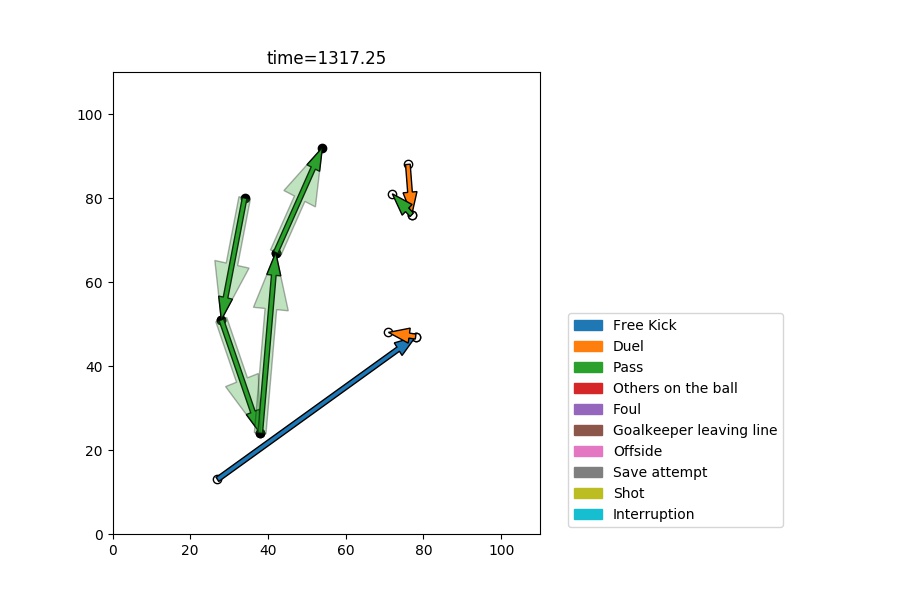 time=1317.25
100
80
60
40
20
0
0 20 40 60 80 100
Free Kick
Duel
Pass
Others on the ball
Foul
Goalkeeper leaving line
Offside
Save attempt
Shot
Interruption